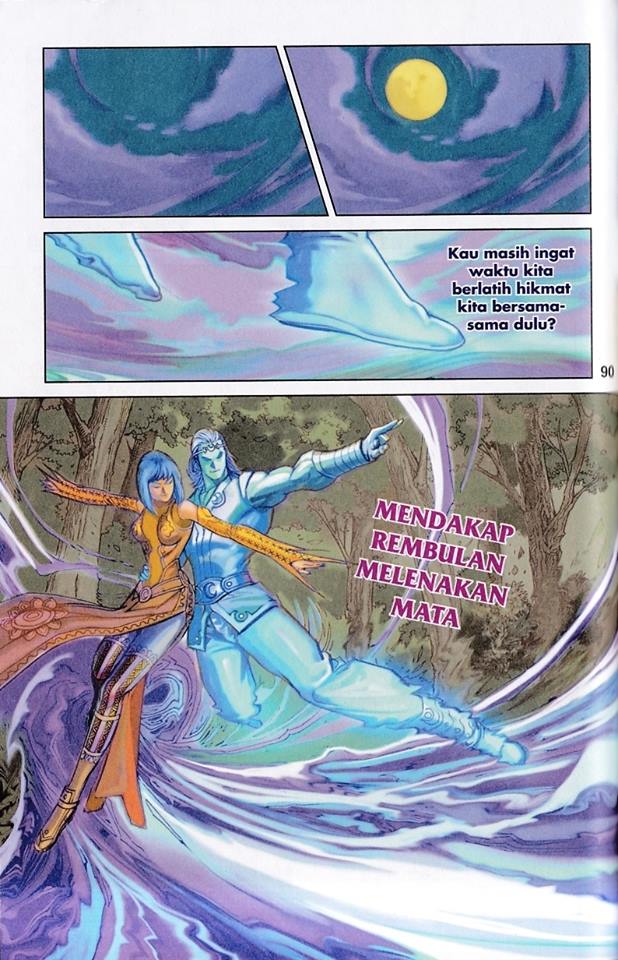 Kau masih ingat
waktu kita
berlatih hikmat
kita bersama-
sama dulu?
90
MENDAKAP
REMBULAN
MELENAKAN
MATA